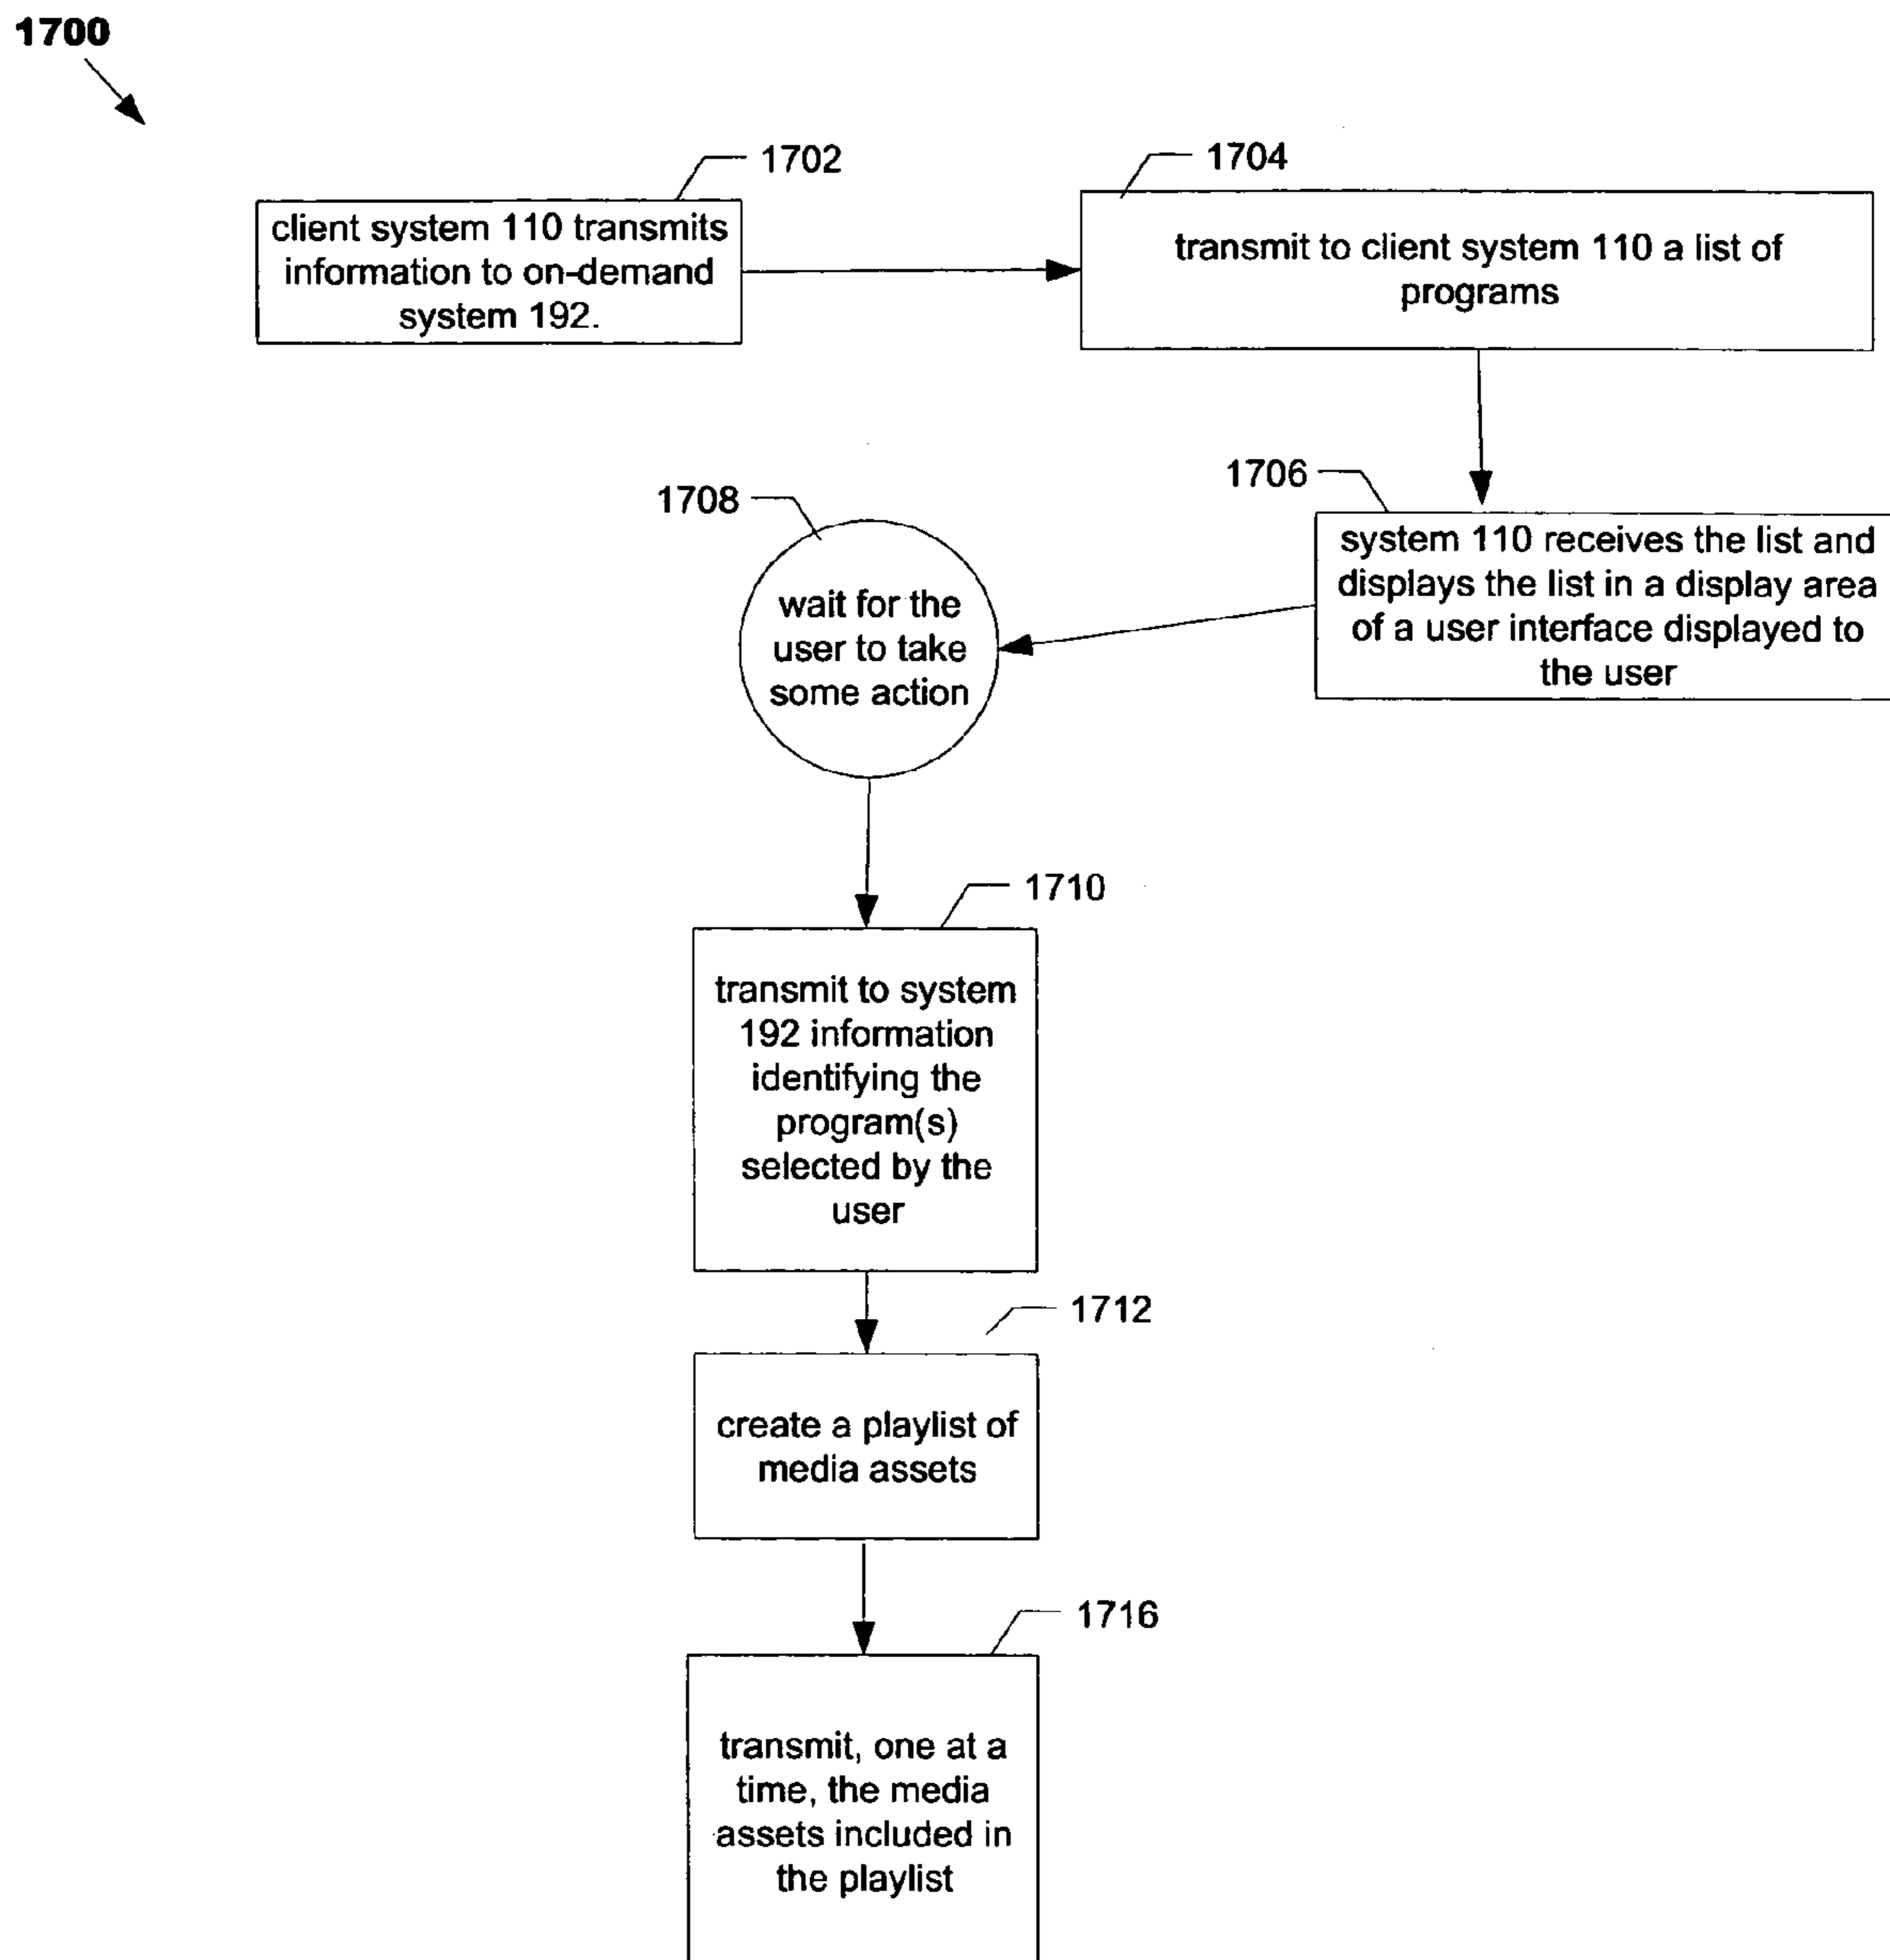 1700
1702
client system 110 transmits
information to on-demand
system 192.
1704
transmit to client system 110 a list of
programs
1706
system 110 receives the list and
displays the list in a display area
of a user interface displayed to
the user
1708
wait for the
user to take
some action
1710
transmit to system
192 information
identifying the
program(s)
selected by the
user
1712
create a playlist of
media assets
1716
transmit, one at a
time, the media
assets included in
the playlist